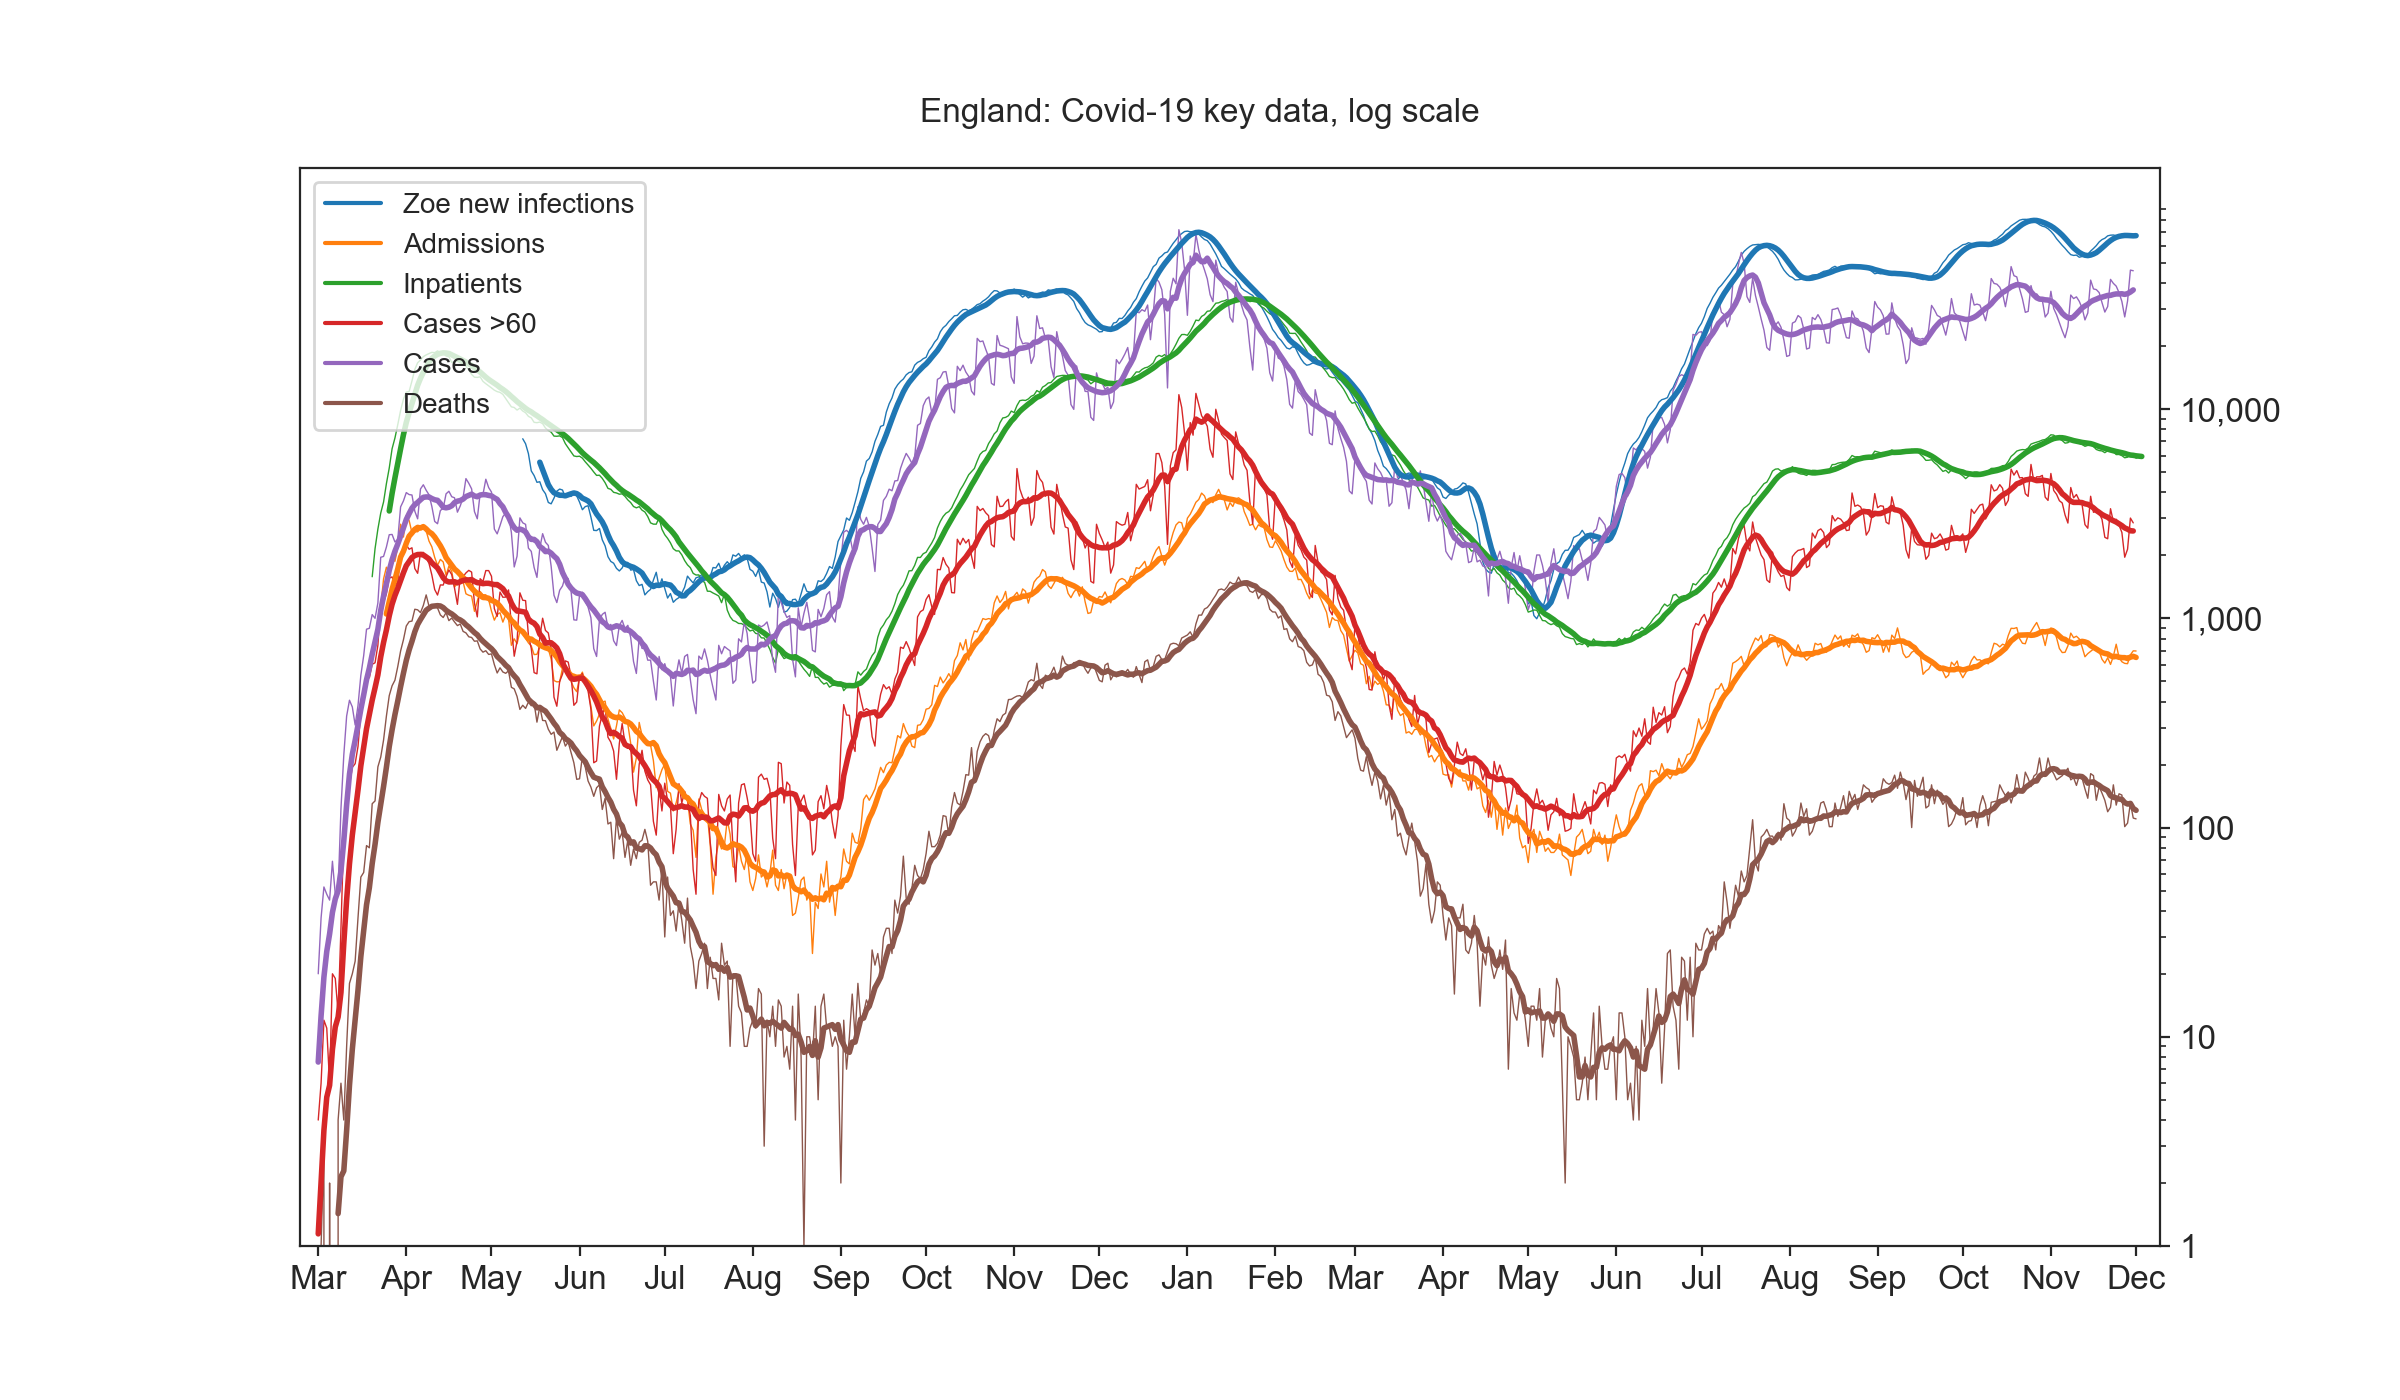 England: Covid-19 key data, log scale
Zoe new infections
Admissions
Inpatients
Cases >60
Cases
Deaths
10,000
1,000
100
10
1
Mar Apr May Jun Jul Aug Sep Oct Nov Dec Jan Feb Mar Apr May Jun Jul Aug Sep Oct Nov Dec